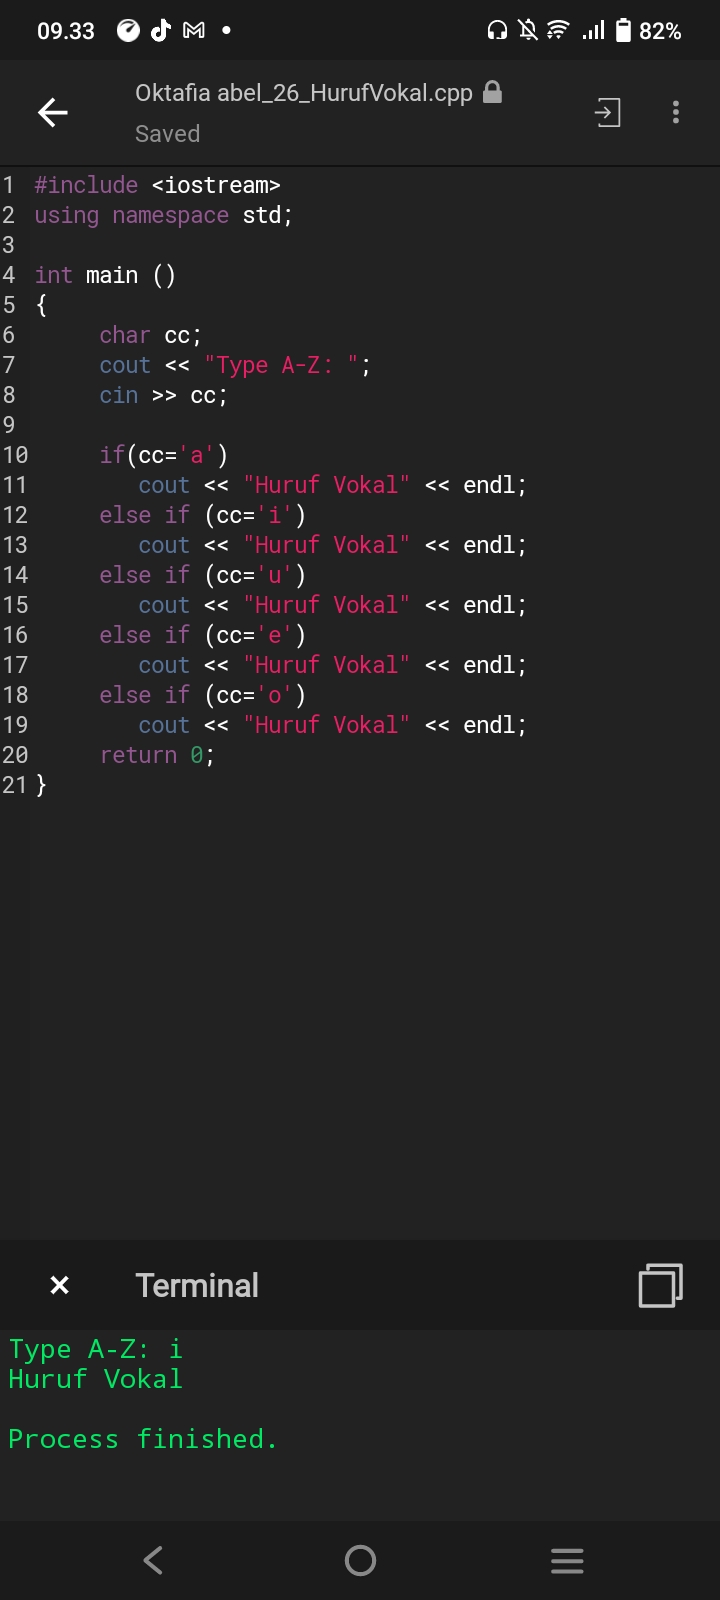 09.33 82%
Oktafia abel_26_HurufVokal.cpp
Saved
1 #include <iostream>
2 using namespace std;
3
4 int main ()
5 {
6 char cc;
7 cout << "Type A-Z: ";
8 cin >> cc;
9
10 if(cc='a')
11 cout << "Huruf Vokal" << endl;
12 else if (cc='i')
13 cout << "Huruf Vokal" << endl;
14 else if (cc='u')
15 cout << "Huruf Vokal" << endl;
16 else if (cc='e')
17 cout << "Huruf Vokal" << endl;
18 else if (cc='o')
19 cout << "Huruf Vokal" << endl;
20 return 0;
21 }
Terminal
Type A-Z: i
Huruf Vokal
Process finished.